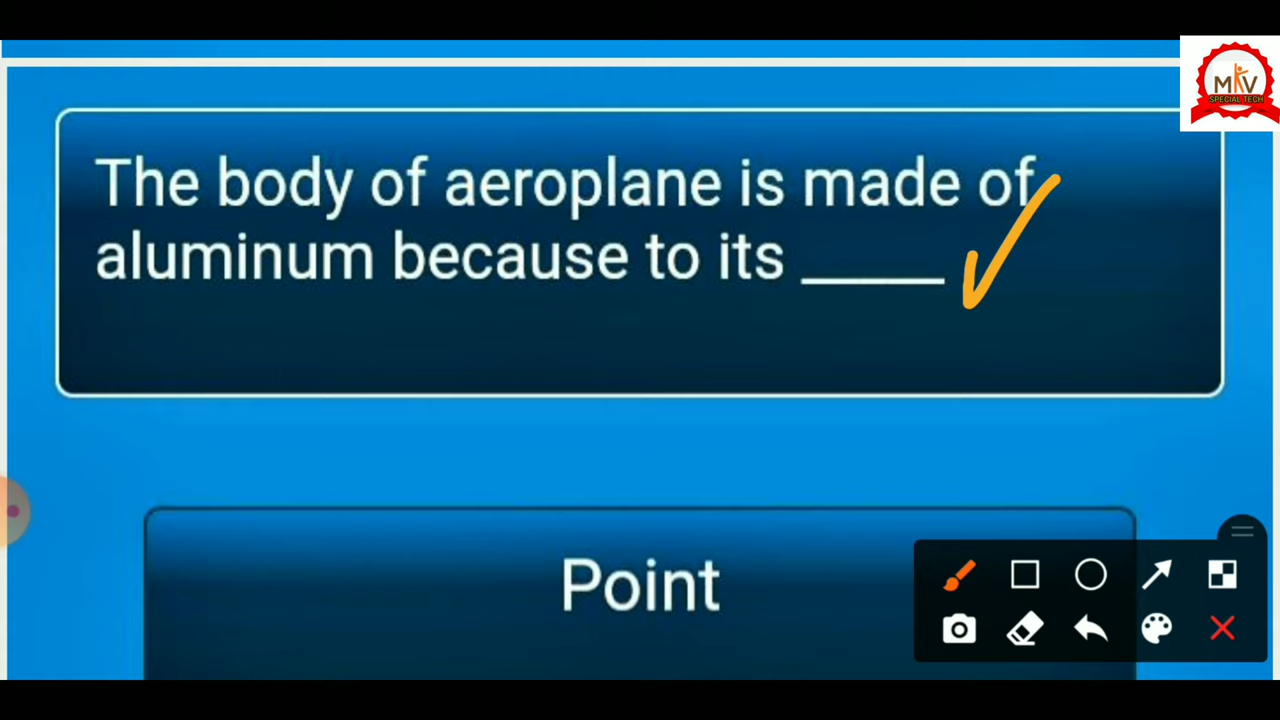 MKV
SPECIAL TECH
The body of aeroplane is made of
aluminum because to its _____
Point